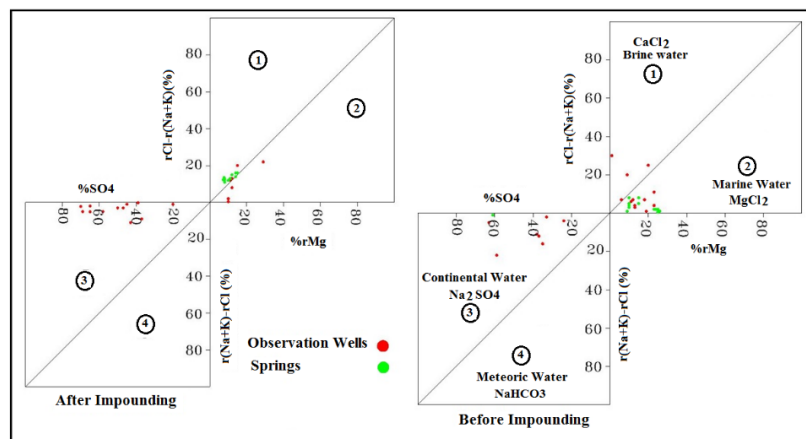 80
60
40
20
rCl-r(Na+K)(%)
1
2
%SO4
80
60
40
20
0
20
40
60
80
%rMg
20
40
60
80
r(Na+K)-rCl (%)
3
4
Observation Wells
Springs
After Impounding
80
60
40
20
rCl-r(Na+K)(%)
CaCl2
Brine water
1
2
Marine Water
MgCl2
%SO4
80
60
40
20
0
20
40
60
80
%rMg
20
40
60
80
r(Na+K)-rCl (%)
Continental Water
Na2SO4
3
4
Meteoric Water
NaHCO3
Before Impounding